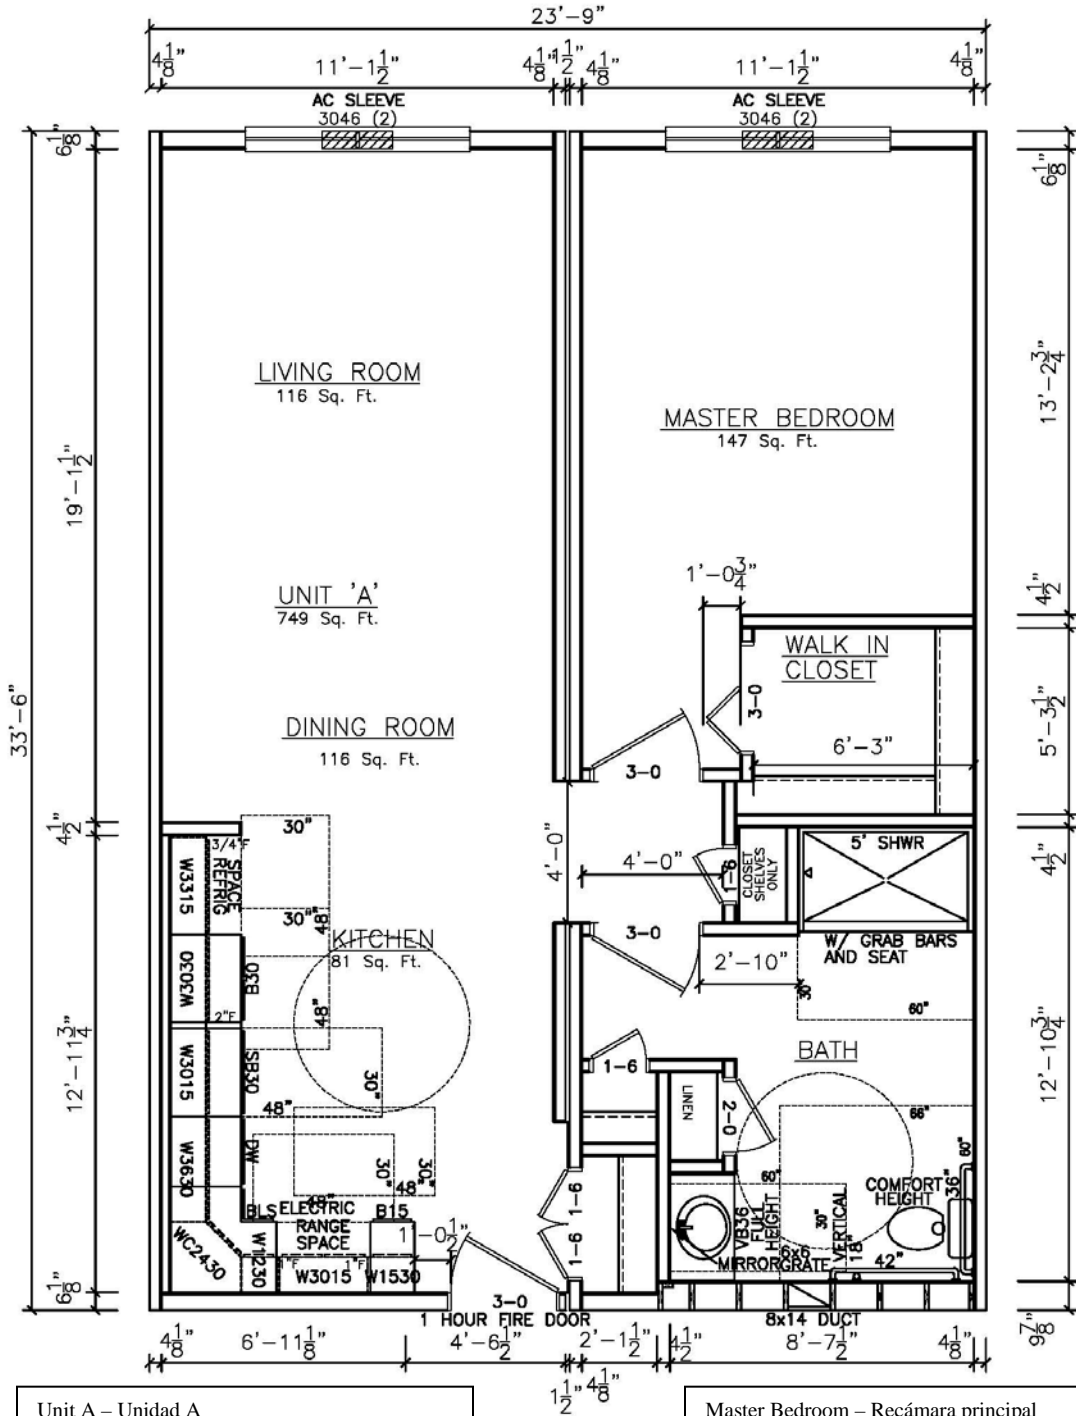 23'-9"
4 1/8"
11'-1 1/2"
4 1/8"
1 1/2"
4 1/8"
11'-1 1/2"
4 1/8"
AC SLEEVE
3046 (2)
AC SLEEVE
3046 (2)
6 1/8"
6 1/8"
LIVING ROOM
116 Sq. Ft.
MASTER BEDROOM
147 Sq. Ft.
13'-2 3/4"
19'-1 1/2"
1'-0 3/4"
4 1/2"
UNIT 'A'
749 Sq. Ft.
WALK IN
CLOSET
3-0
5'-3 1/2"
33'-6"
DINING ROOM
116 Sq. Ft.
6'-3"
3-0
4 1/2"
30"
3/4"F
SPACE
REFRIG
W3315
4'-0"
4'-0"
1-6
CLOSET
SHELVES
ONLY
5' SHWR
4 1/2"
30"
48"
KITCHEN
81 Sq. Ft.
3-0
2'-10"
W/ GRAB BARS
AND SEAT
W3030
03B
2"F
48"
30"
60"
12'-11 3/4"
12'-10 3/4"
W3015
SB30
48"
30"
1-6
BATH
LINEN
2-0
66"
W3630
DW
30"
30"
48"
60"
60"
COMFORT
HEIGHT
36"
1-6
48"
BLS
ELECTRIC
RANGE
SPACE
B15
1'-0 1/2"
VB36
FULL
HEIGHT
30"
VERTICAL
18"
WC2430
W1230
1"F
W3015
1"F
W1530
1-6
MIRROR
6x6
GRATE
42"
6 1/8"
3-0
1 HOUR FIRE DOOR
8x14 DUCT
9 7/8"
4 1/8"
6'-11 1/8"
4'-6 1/2"
1 1/2"
4 1/8"
2'-1 1/2"
4 1/2"
8'-7 1/2"
4 1/8"
Unit A – Unidad A
Master Bedroom – Recámara principal